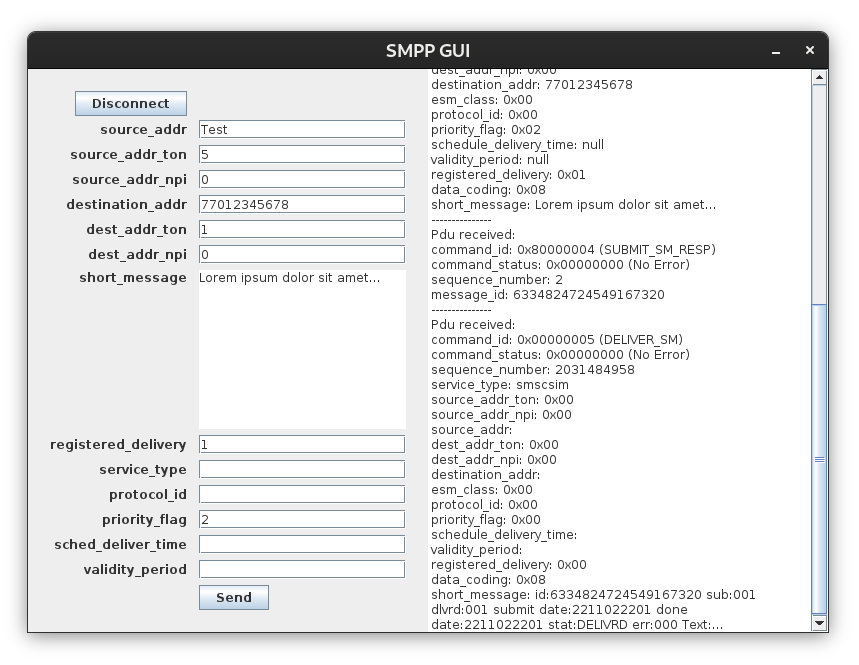 SMPP GUI
Disconnect
source_addr Test
source_addr_ton 5
source_addr_npi 0
destination_addr 77012345678
dest_addr_ton 1
dest_addr_npi 0
short_message Lorem ipsum dolor sit amet...
registered_delivery 1
service_type
protocol_id
priority_flag 2
sched_deliver_time
validity_period
Send
dest_addr_npi: 0x00
destination_addr: 77012345678
esm_class: 0x00
protocol_id: 0x00
priority_flag: 0x02
schedule_delivery_time: null
validity_period: null
registered_delivery: 0x01
data_coding: 0x08
short_message: Lorem ipsum dolor sit amet...
---------------
Pdu received:
command_id: 0x80000004 (SUBMIT_SM_RESP)
command_status: 0x00000000 (No Error)
sequence_number: 2
message_id: 6334824724549167320
---------------
Pdu received:
command_id: 0x00000005 (DELIVER_SM)
command_status: 0x00000000 (No Error)
sequence_number: 2031484958
service_type: smscsim
source_addr_ton: 0x00
source_addr_npi: 0x00
source_addr:
dest_addr_ton: 0x00
dest_addr_npi: 0x00
destination_addr:
esm_class: 0x00
protocol_id: 0x00
priority_flag: 0x00
schedule_delivery_time:
validity_period:
registered_delivery: 0x00
data_coding: 0x08
short_message: id:6334824724549167320 sub:001
dlvrd:001 submit date:2211022201 done
date:2211022201 stat:DELIVRD err:000 Text:...